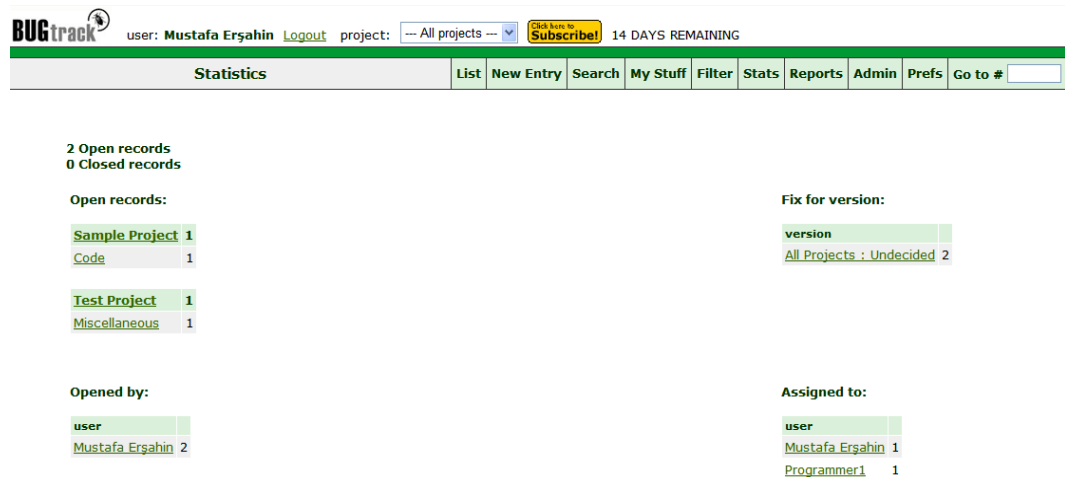 BUGtrack user: Mustafa Erşahin Logout project: --- All projects --- Click here to Subscribe! 14 DAYS REMAINING
Statistics List New Entry Search My Stuff Filter Stats Reports Admin Prefs Go to #
2 Open records
0 Closed records
Open records:
Sample Project 1
Code 1
Test Project 1
Miscellaneous 1
Fix for version:
version
All Projects : Undecided 2
Opened by:
user
Mustafa Erşahin 2
Assigned to:
user
Mustafa Erşahin 1
Programmer1 1